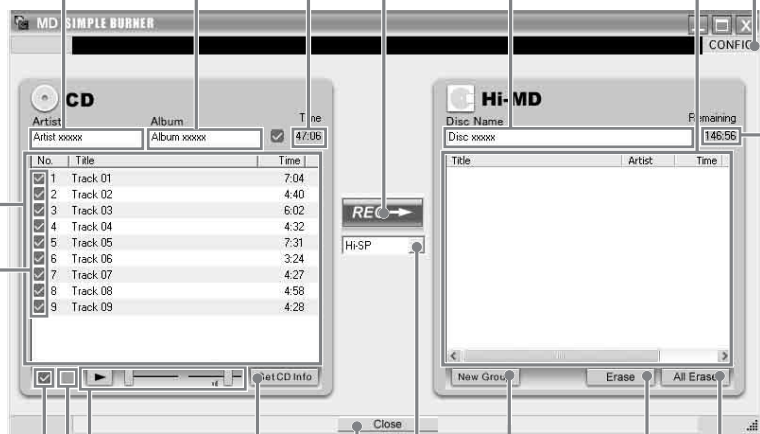 MD SIMPLE BURNER
CONFIG
CD
Artist
Album
Time
Artist xxxxx
Album xxxxx
47:06
No. Title Time
1 Track 01 7:04
2 Track 02 4:40
3 Track 03 6:02
4 Track 04 4:32
5 Track 05 7:31
6 Track 06 3:24
7 Track 07 4:27
8 Track 08 4:58
9 Track 09 4:28
Get CD Info
REC
Hi-SP
Hi-MD
Disc Name
Remaining
Disc xxxxx
146:56
Title Artist Time
New Group
Erase
All Erase
Close